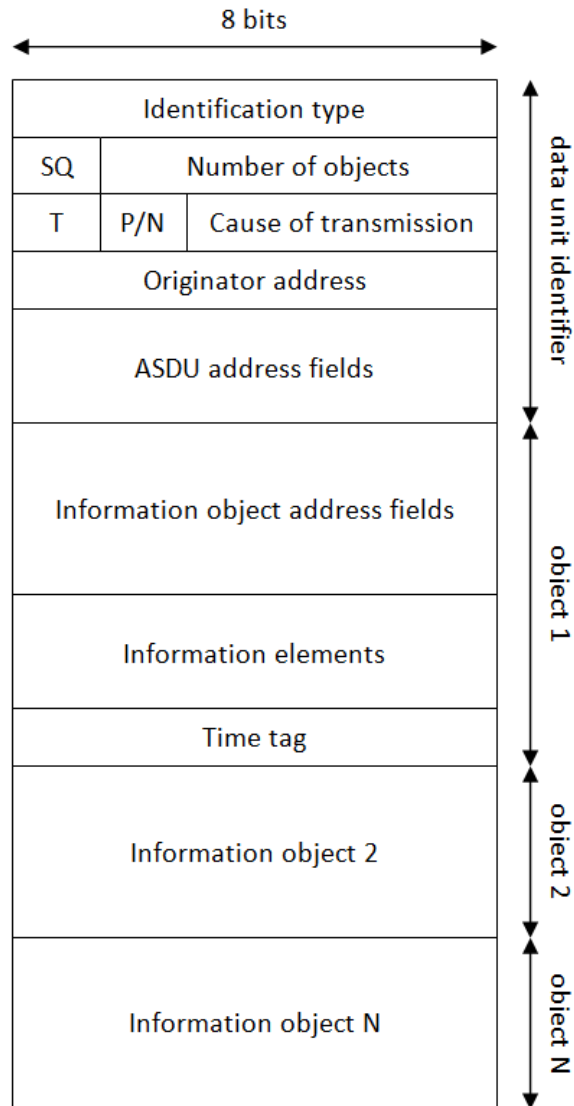 8 bits
Identification type
SQ
Number of objects
T
P/N
Cause of transmission
Originator address
ASDU address fields
data unit identifier
Information object address fields
Information elements
Time tag
object 1
Information object 2
object 2
Information object N
object N